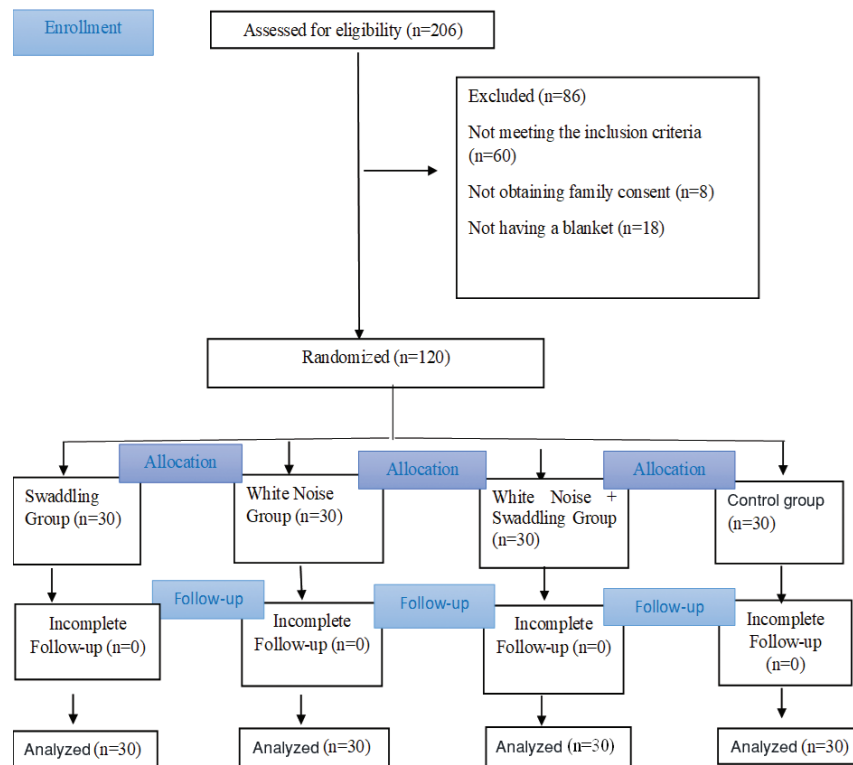 Enrollment
Assessed for eligibility (n=206)
Excluded (n=86)
Not meeting the inclusion criteria
(n=60)
Not obtaining family consent (n=8)
Not having a blanket (n=18)
Randomized (n=120)
Allocation
Allocation
Allocation
Swaddling
Group (n=30)
White Noise
Group (n=30)
White Noise +
Swaddling Group
(n=30)
Control group
(n=30)
Follow-up
Follow-up
Follow-up
Incomplete
Follow-up (n=0)
Incomplete
Follow-up (n=0)
Incomplete
Follow-up (n=0)
Incomplete
Follow-up
(n=0)
Analyzed (n=30)
Analyzed (n=30)
Analyzed (n=30)
Analyzed (n=30)